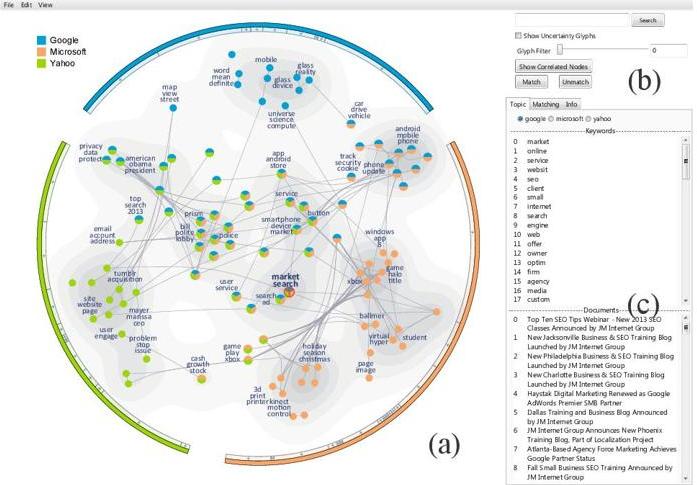 File Edit View
Google
Microsoft
Yahoo
mobile
glass
reality
word
mean
definite
glass
device
map
view
street
universe
science
compute
car
drive
vehicle
android
mobile
phone
privacy
data
protect
american
obama
president
app
android
store
track
security
cookie
phone
update
top
search
2013
service
prism
button
smartphone
device
market
bill
polite
lobby
police
email
account
address
windows
app
8
tumblr
acquisition
market
search
xbox
game
halo
title
user
service
search
ad
site
website
page
mayer
marissa
ceo
user
engage
ballmer
problem
stop
issue
virtual
hyper
student
game
play
xbox
holiday
season
christmas
cash
growth
stock
page
image
3d
print
printer
kinect
motion
control
(a)
Search
Show Uncertainty Glyphs
Glyph Filter 0
Show Correlated Nodes
Match Unmatch
(b)
Topic Matching Info
google microsoft yahoo
Keywords
0 market
1 online
2 service
3 websit
4 seo
5 client
6 small
7 internet
8 search
9 engine
10 web
11 offer
12 owner
13 optim
14 firm
15 agency
16 media
17 custom
(c)
Documents
0 Top Ten SEO Tips Webinar - New 2013 SEO
Classes Announced by JM Internet Group
1 New Jacksonville Business & SEO Training Blog
Launched by JM Internet Group
2 New Philadelphia Business & SEO Training Blog
Launched by JM Internet Group
3 New Charlotte Business & SEO Training Blog
Launched by JM Internet Group
4 Haystak Digital Marketing Renewed as Google
AdWords Premier SMB Partner
5 Dallas Training and Business Blog Announced
by JM Internet Group
6 JM Internet Group Announces New Phoenix
Training Blog, Part of Localization Project
7 Atlanta-Based Agency Force Marketing Achieves
Google Partner Status
8 Fall Small Business SEO Training Announced
by JM Internet Group